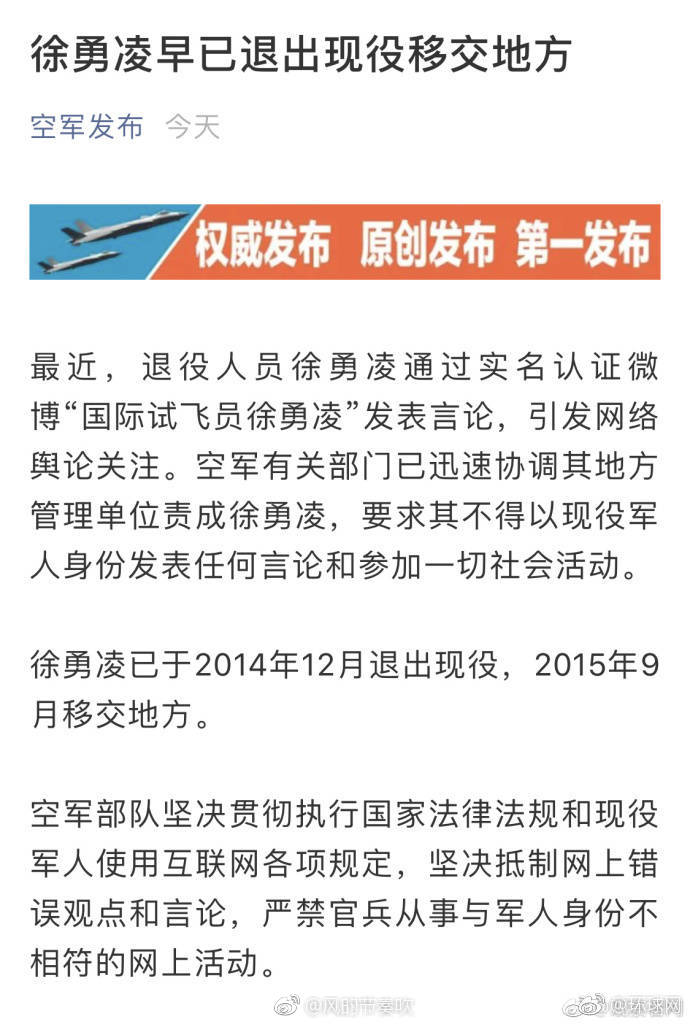 徐勇凌早已退出现役移交地方
空军发布 今天
权威发布 原创发布 第一发布
最近，退役人员徐勇凌通过实名认证微
博“国际试飞员徐勇凌”发表言论，引发网络
舆论关注。空军有关部门已迅速协调其地方
管理单位责成徐勇凌，要求其不得以现役军
人身份发表任何言论和参加一切社会活动。
徐勇凌已于2014年12月退出现役，2015年9
月移交地方。
空军部队坚决贯彻执行国家法律法规和现役
军人使用互联网各项规定，坚决抵制网上错
误观点和言论，严禁官兵从事与军人身份不
相符的网上活动。
@风的节奏吹 @环球网